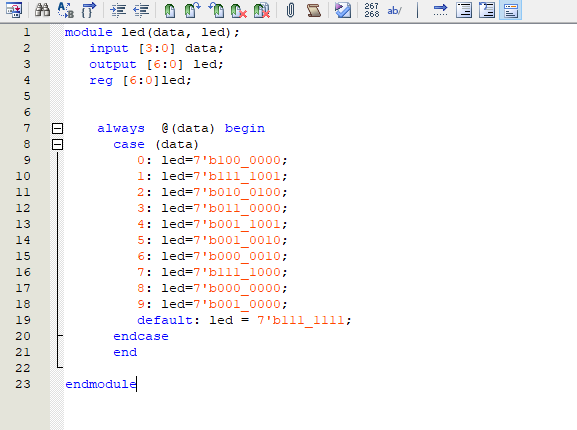 267
268 ab/
1 module led(data, led);
2 input [3:0] data;
3 output [6:0] led;
4 reg [6:0]led;
5
6
7 always @(data) begin
8 case (data)
9 0: led=7'b100_0000;
10 1: led=7'b111_1001;
11 2: led=7'b010_0100;
12 3: led=7'b011_0000;
13 4: led=7'b001_1001;
14 5: led=7'b001_0010;
15 6: led=7'b000_0010;
16 7: led=7'b111_1000;
17 8: led=7'b000_0000;
18 9: led=7'b001_0000;
19 default: led = 7'b111_1111;
20 endcase
21 end
22
23 endmodule